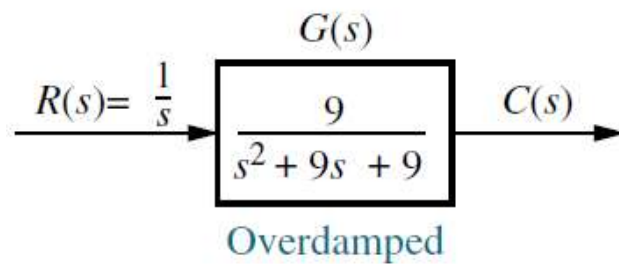 G(s)
R(s)= 1/s
9
s² + 9s + 9
C(s)
Overdamped